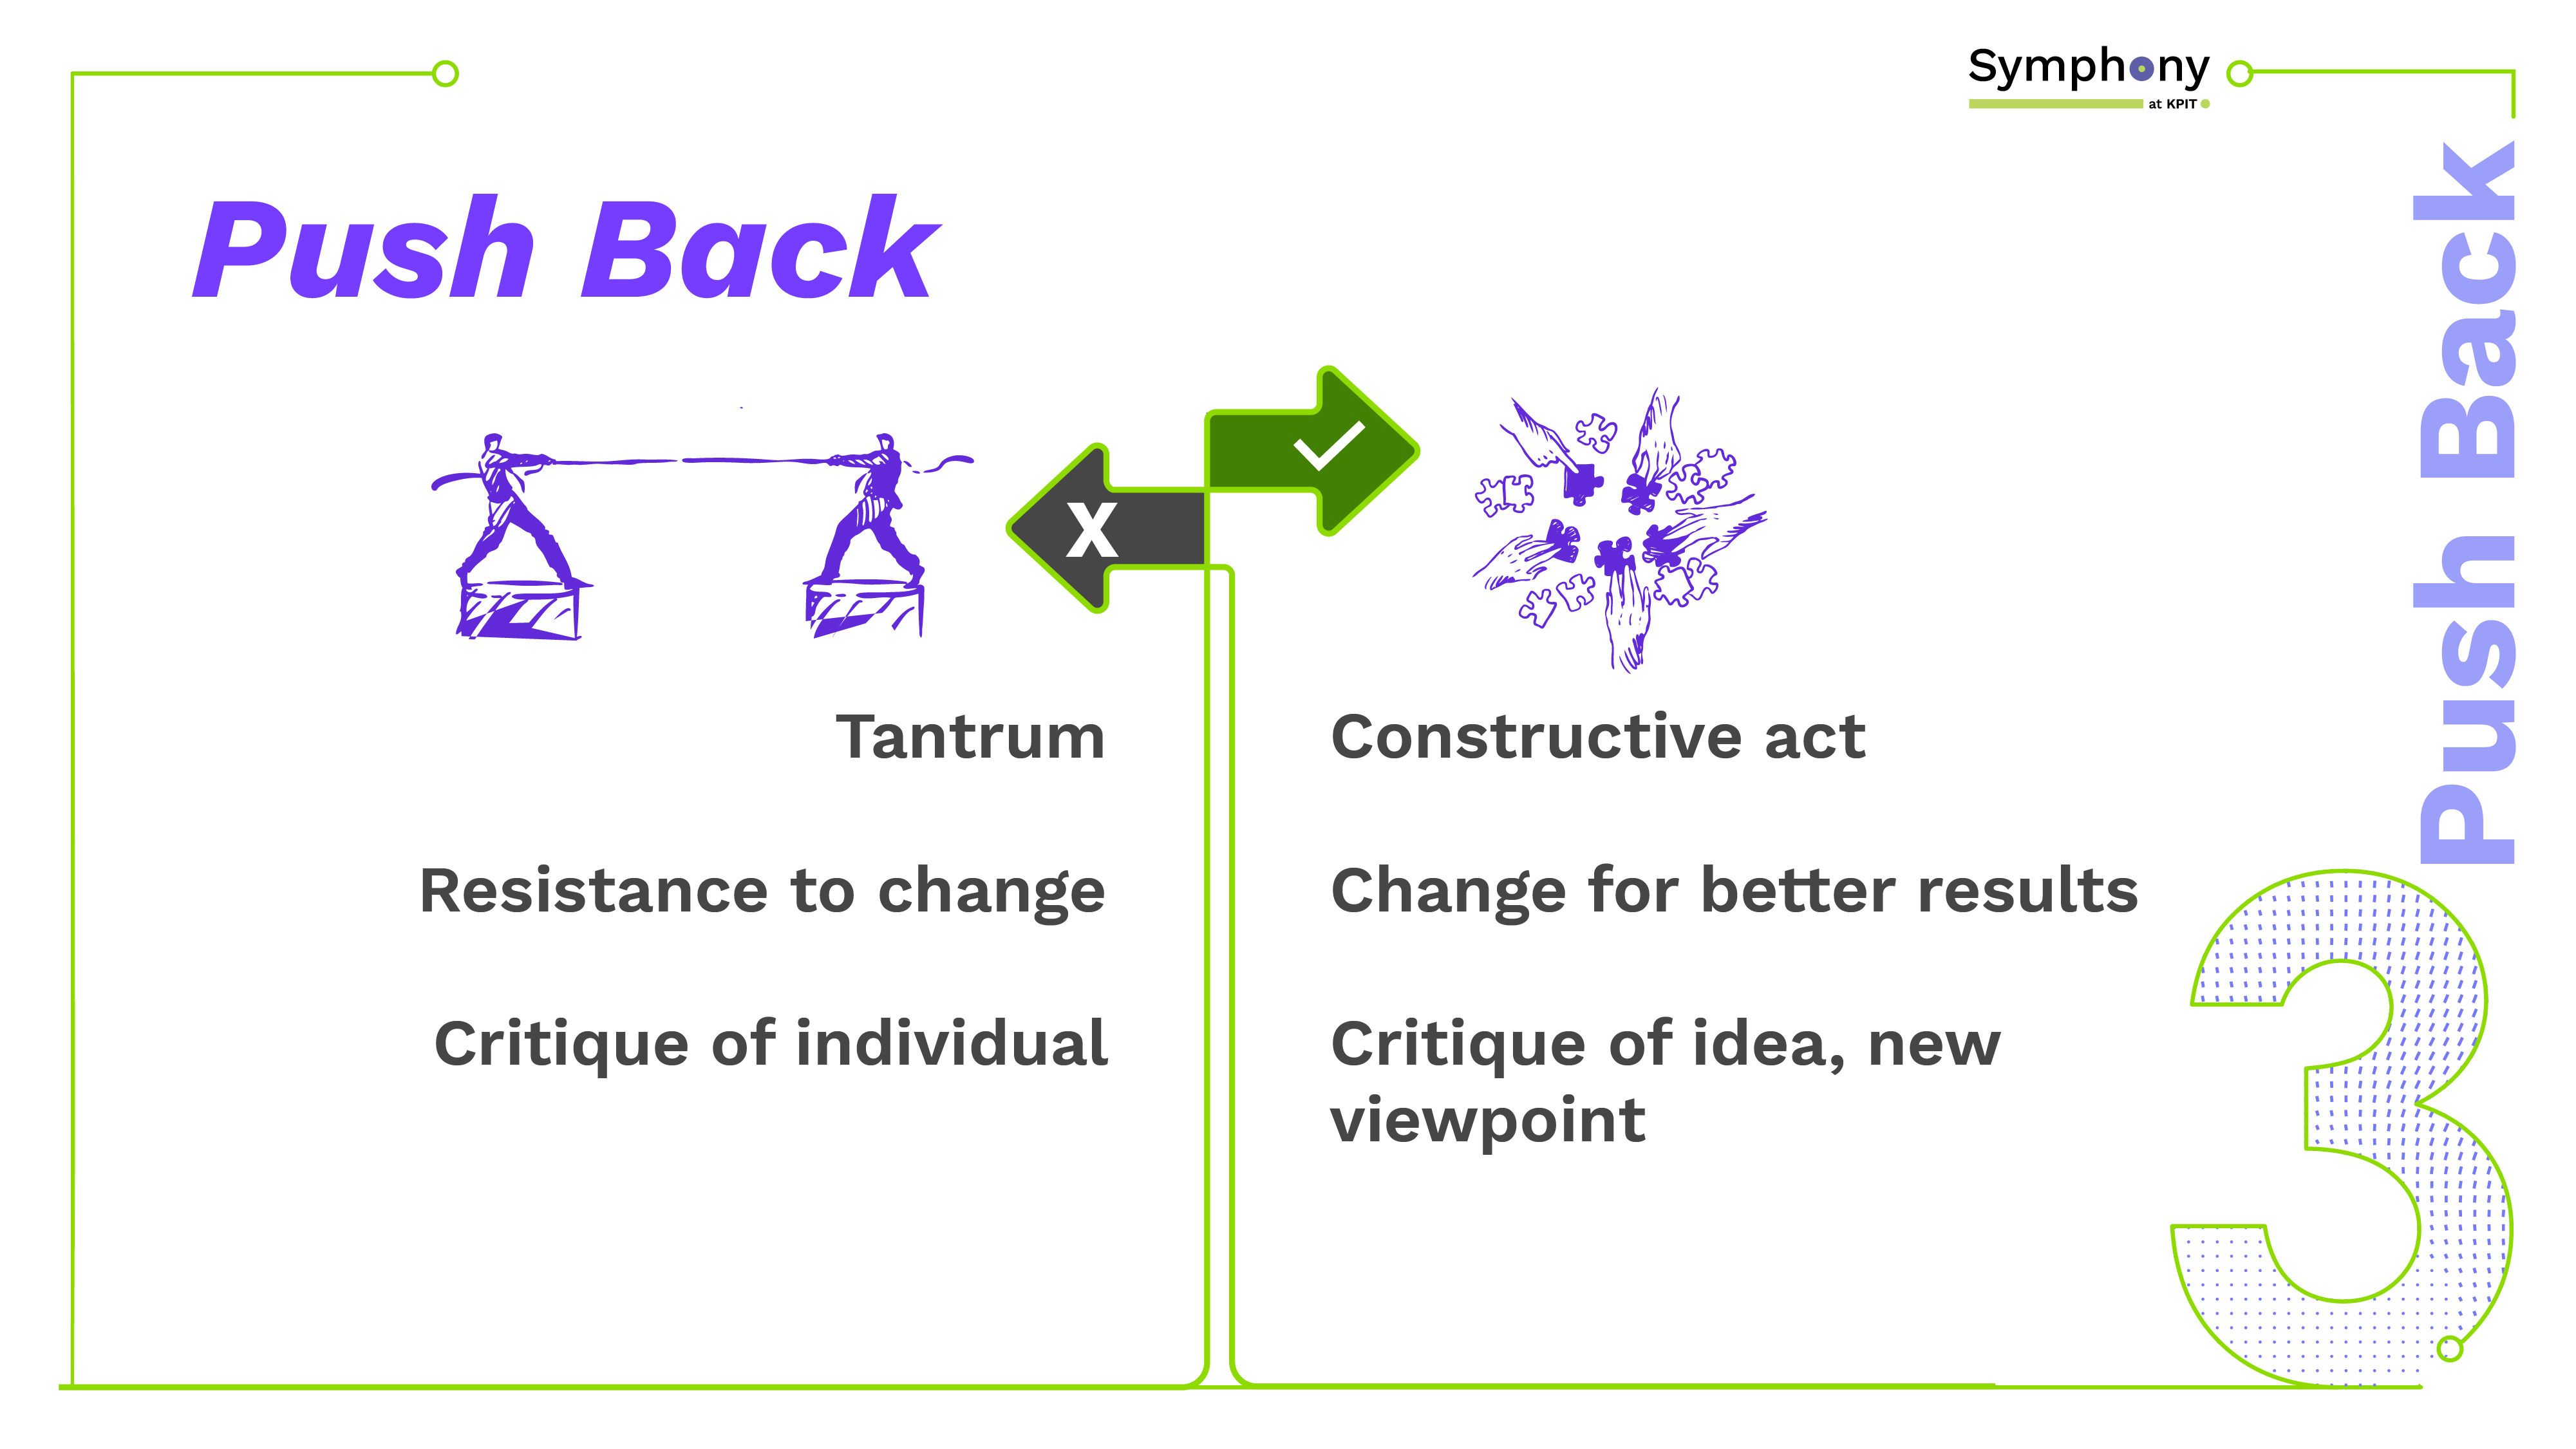 Symphony
at KPIT
Push Back
X
Tantrum
Resistance to change
Critique of individual
Constructive act
Change for better results
Critique of idea, new
viewpoint
Push Back
3